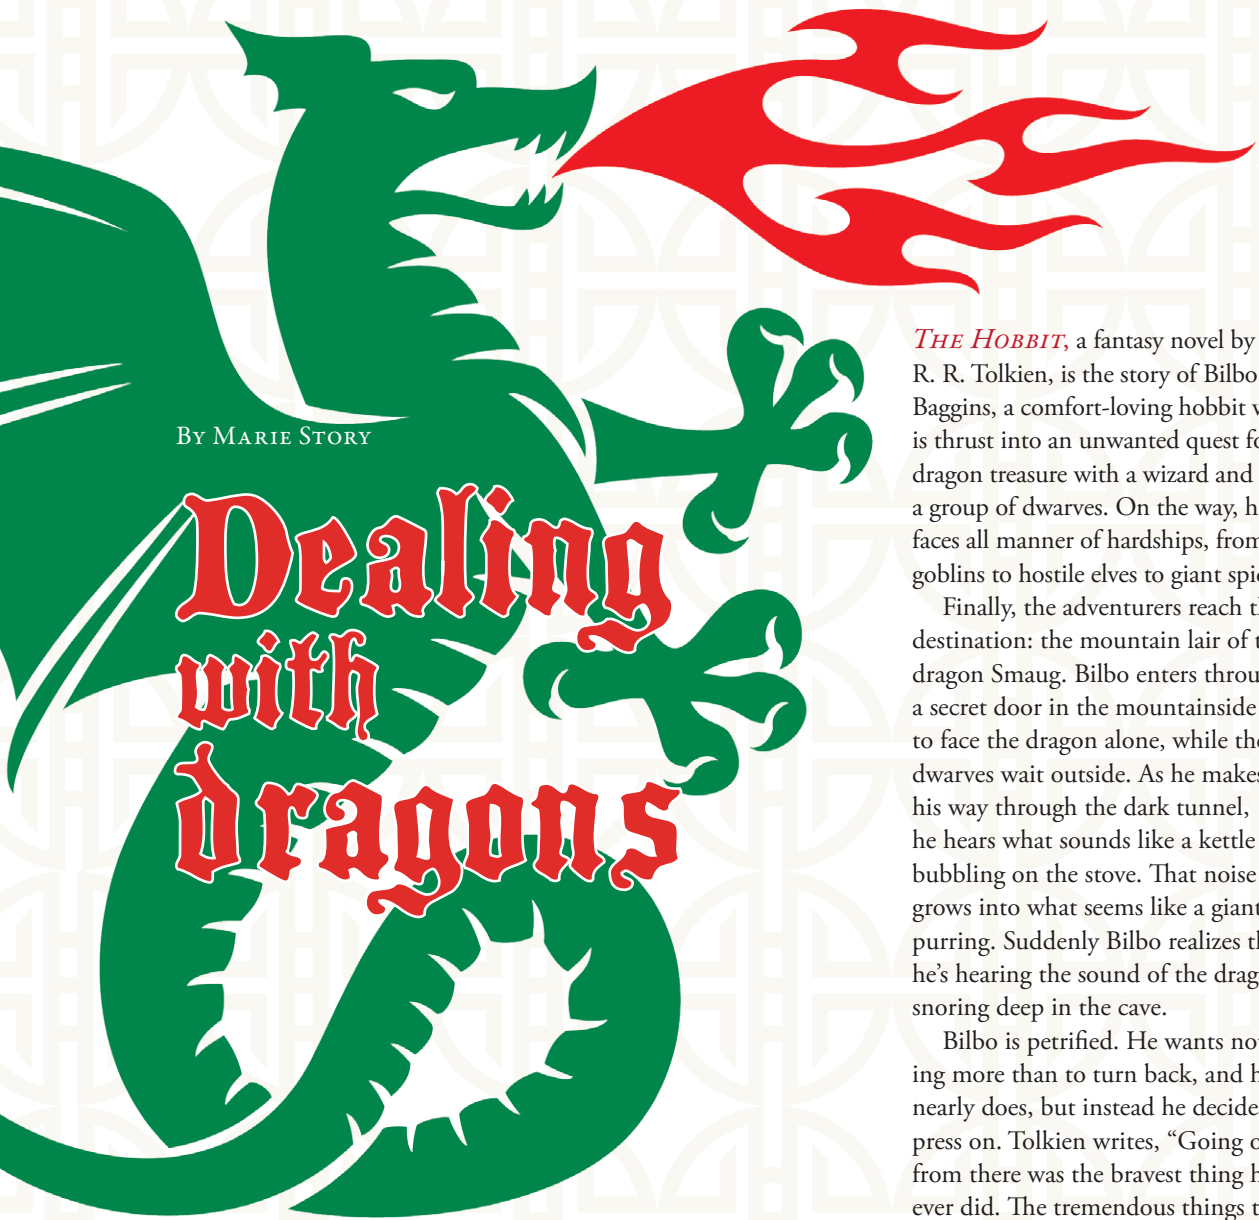 By Marie Story
Dealing
with
dragons
The Hobbit, a fantasy novel by
R. R. Tolkien, is the story of Bilbo
Baggins, a comfort-loving hobbit
is thrust into an unwanted quest
dragon treasure with a wizard and
a group of dwarves. On the way,
faces all manner of hardships, from
goblins to hostile elves to giant
Finally, the adventurers reach
destination: the mountain lair of
dragon Smaug. Bilbo enters
a secret door in the mountainside
to face the dragon alone, while
dwarves wait outside. As he makes
his way through the dark tunnel,
he hears what sounds like a kettle
bubbling on the stove. That noise
grows into what seems like a giant
purring. Suddenly Bilbo realizes
he’s hearing the sound of the
snoring deep in the cave.
Bilbo is petrified. He wants
ing more than to turn back, and
nearly does, but instead he
press on. Tolkien writes, “Going
from there was the bravest thing
ever did. The tremendous things